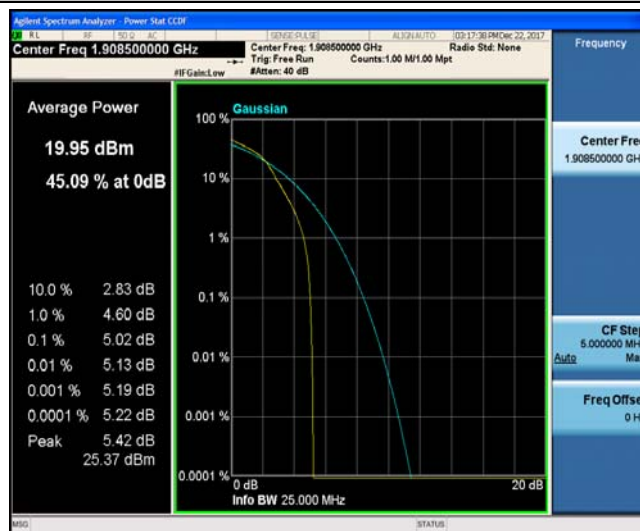 Agilent Spectrum Analyzer - Power Stat CCDF
RL RF 50 Ω AC SENSE:PULSE ALIGN AUTO 03:17:38 PM Dec 22, 2017
Center Freq 1.908500000 GHz
Center Freq: 1.908500000 GHz Radio Std: None
Trig: Free Run Counts:1.00 M/1.00 Mpt
#IFGain:Low #Atten: 40 dB
Frequency
Average Power
19.95 dBm
45.09 % at 0dB
10.0 % 2.83 dB
1.0 % 4.60 dB
0.1 % 5.02 dB
0.01 % 5.13 dB
0.001 % 5.19 dB
0.0001 % 5.22 dB
Peak 5.42 dB
25.37 dBm
Gaussian
100 %
10 %
1 %
0.1 %
0.01 %
0.001 %
0.0001 %
0 dB 20 dB
Info BW 25.000 MHz
Center Fre
1.908500000 GH
CF Ste
5.000000 MH
Auto Ma
Freq Offse
0 H
MSG STATUS